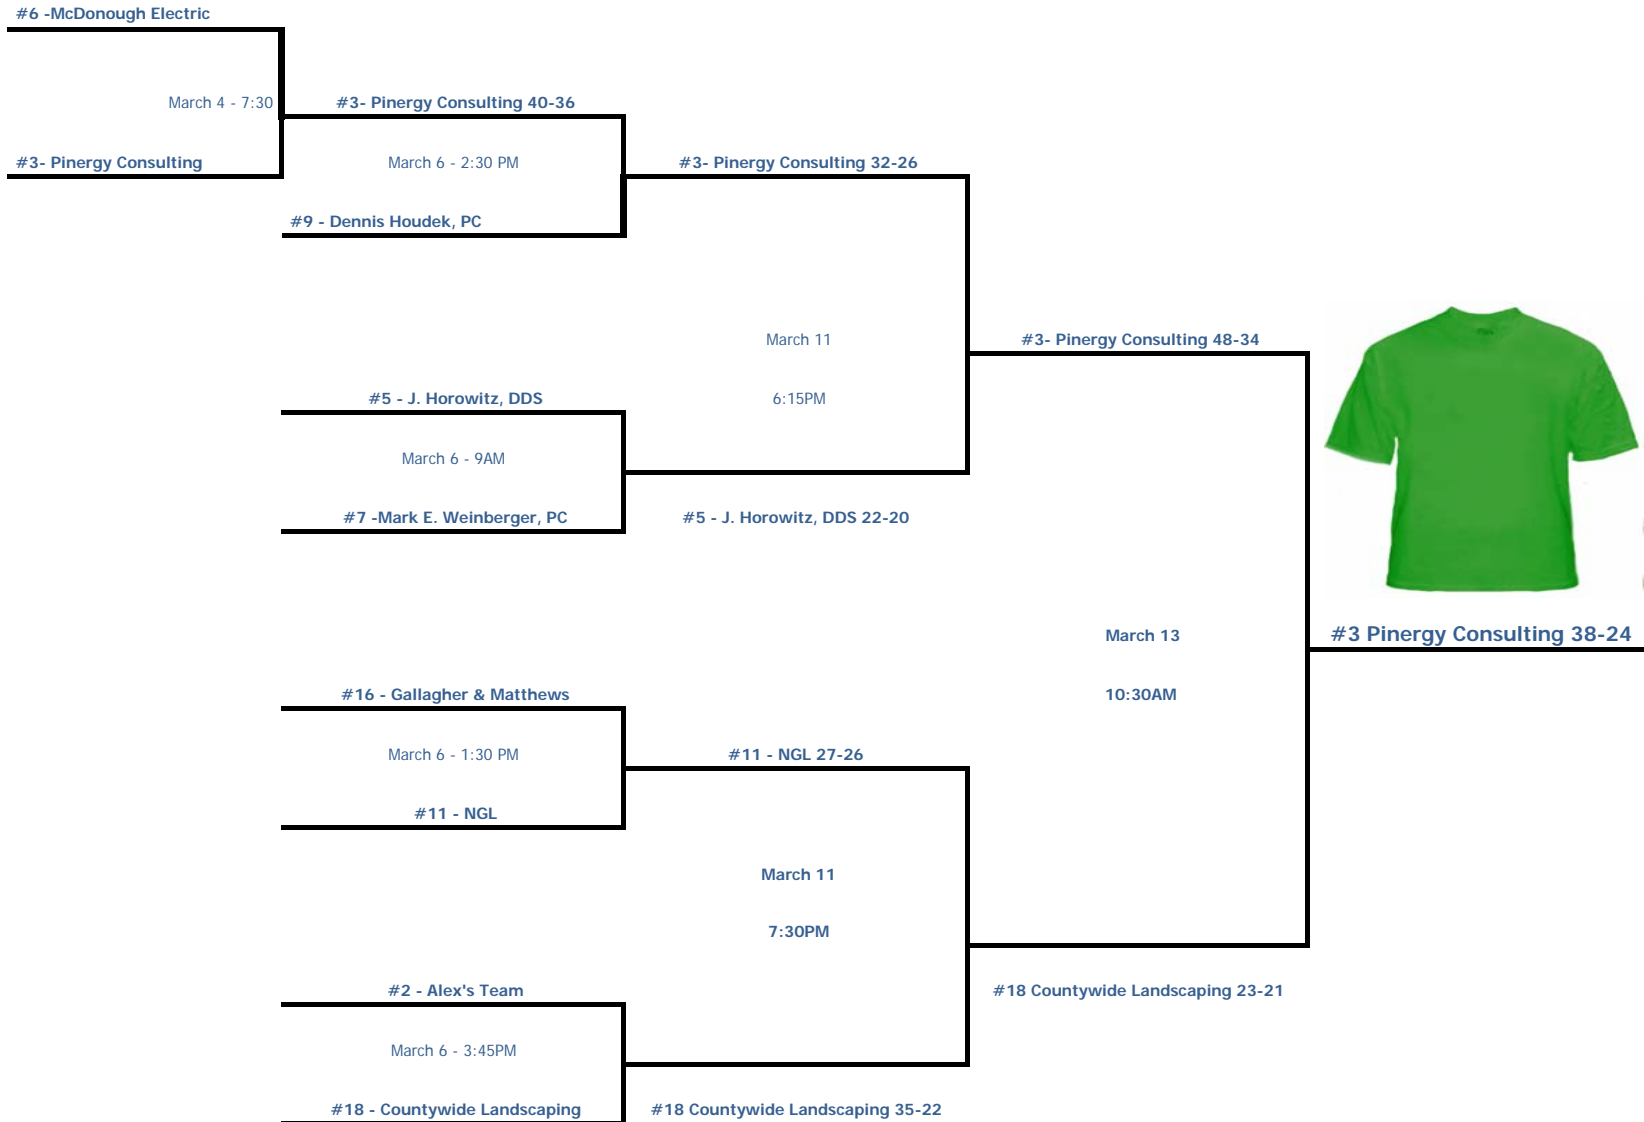 #6 -McDonough Electric
March 4 - 7:30
#3- Pinergy Consulting 40-36
#3- Pinergy Consulting
March 6 - 2:30 PM
#3- Pinergy Consulting 32-26
#9 - Dennis Houdek, PC
March 11
#3- Pinergy Consulting 48-34
#5 - J. Horowitz, DDS
6:15PM
March 6 - 9AM
#7 -Mark E. Weinberger, PC
#5 - J. Horowitz, DDS 22-20
March 13
#3 Pinergy Consulting 38-24
#16 - Gallagher & Matthews
10:30AM
March 6 - 1:30 PM
#11 - NGL 27-26
#11 - NGL
March 11
7:30PM
#2 - Alex's Team
#18 Countywide Landscaping 23-21
March 6 - 3:45PM
#18 - Countywide Landscaping
#18 Countywide Landscaping 35-22